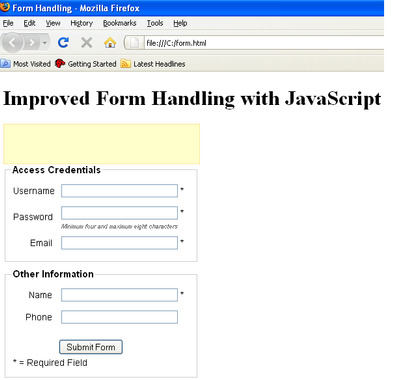 Form Handling - Mozilla Firefox
File Edit View History Bookmarks Tools Help
file:///C:/form.html
Most Visited Getting Started Latest Headlines
Improved Form Handling with JavaScript
Access Credentials
Username *
Password *
Minimum four and maximum eight characters
Email *
Other Information
Name *
Phone
Submit Form
* = Required Field